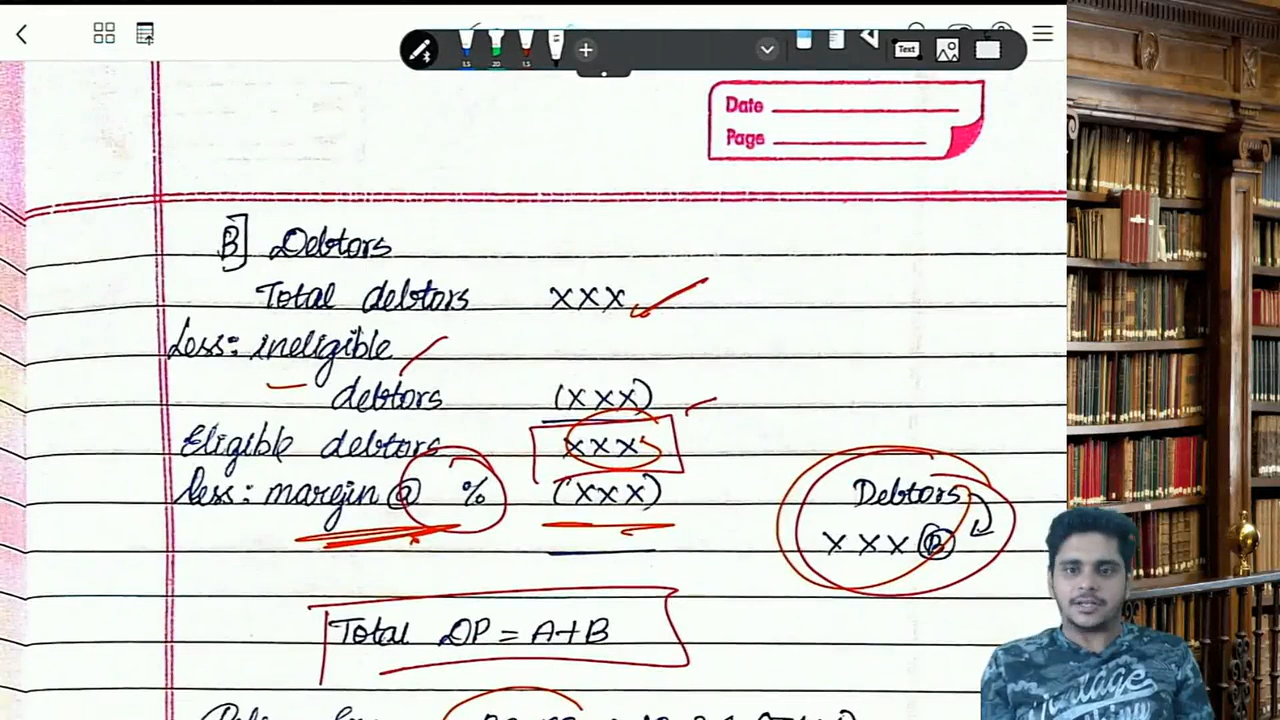 Text
Date
Page
B] Debtors
Total debtors XXX
Less: ineligible
debtors (XXX)
Eligible debtors XXX
Less: margin @ % (XXX)
Debtors
XXX B
Total DP = A+B